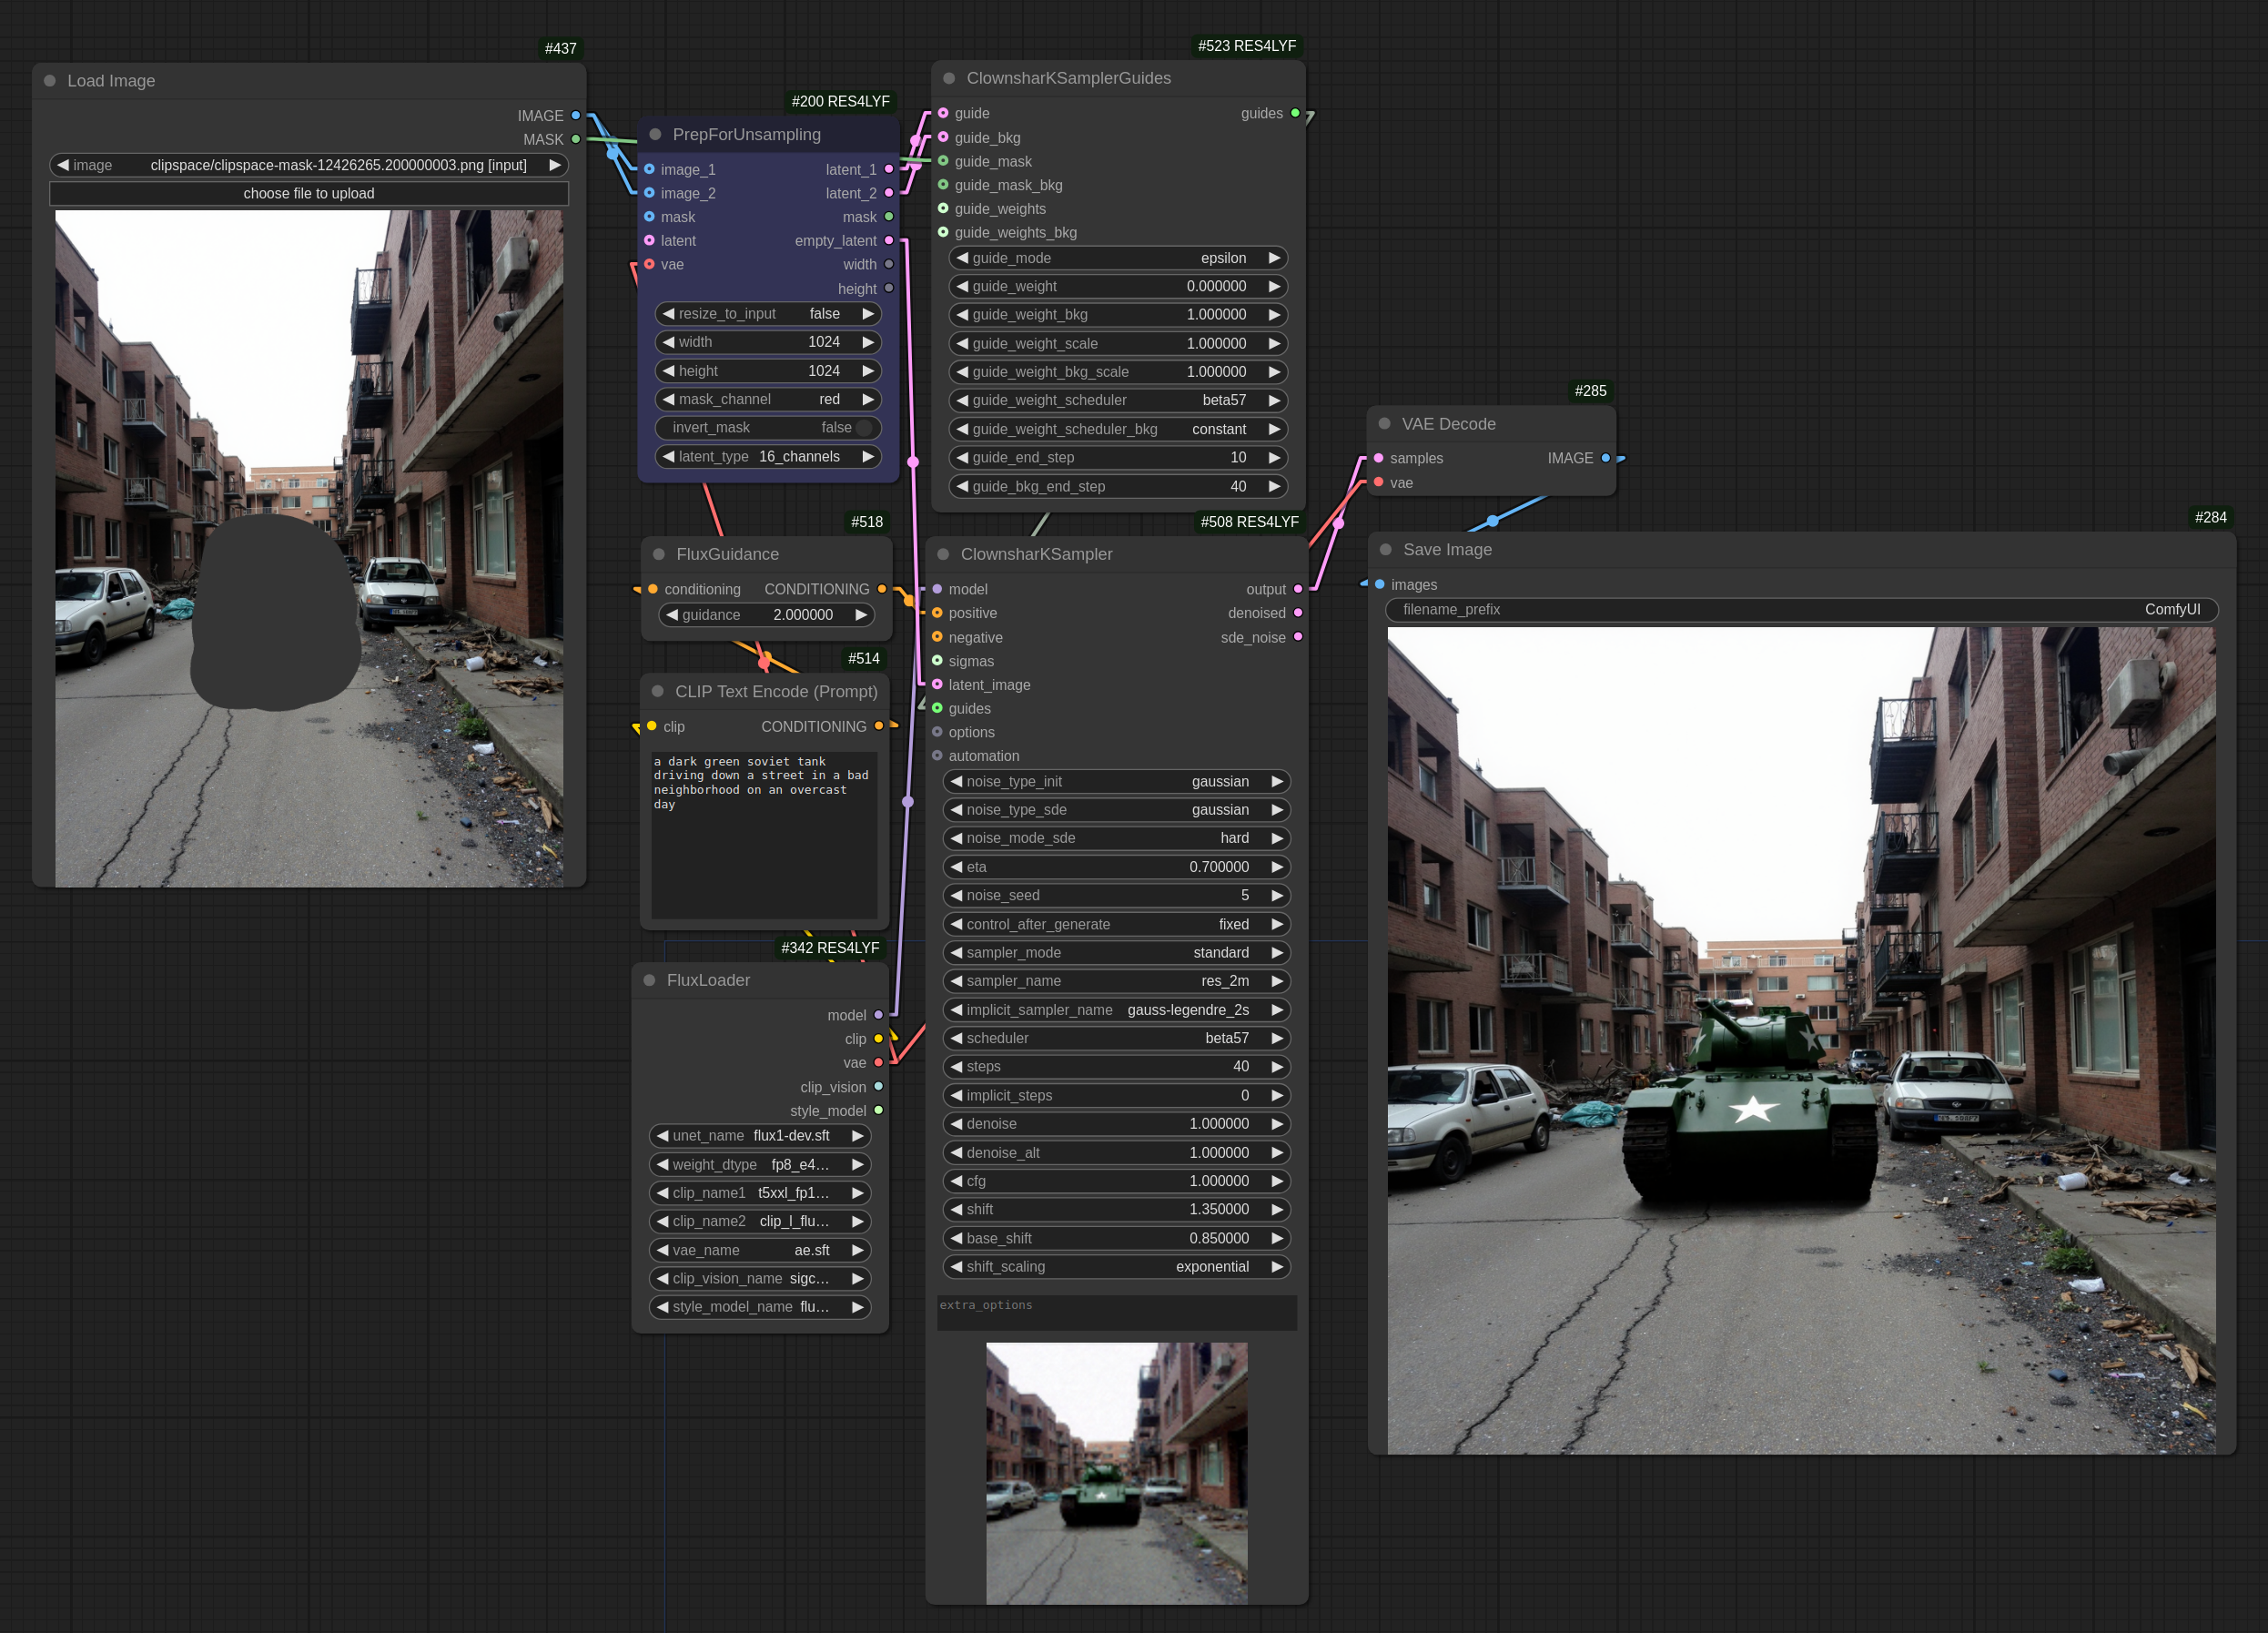 #437
Load Image
IMAGE
MASK
image clipspace/clipspace-mask-12426265.200000003.png [input]
choose file to upload
#200 RES4LYF
PrepForUnsampling
image_1 latent_1
image_2 latent_2
mask mask
latent empty_latent
vae width
height
resize_to_input false
width 1024
height 1024
mask_channel red
invert_mask false
latent_type 16_channels
#518
FluxGuidance
conditioning CONDITIONING
guidance 2.000000
#514
CLIP Text Encode (Prompt)
clip CONDITIONING
a dark green soviet tank
driving down a street in a bad
neighborhood on an overcast
day
#342 RES4LYF
FluxLoader
model
clip
vae
clip_vision
style_model
unet_name flux1-dev.sft
weight_dtype fp8_e4…
clip_name1 t5xxl_fp1…
clip_name2 clip_l_flu…
vae_name ae.sft
clip_vision_name sigc…
style_model_name flu…
#523 RES4LYF
ClownsharKSamplerGuides
guide guides
guide_bkg
guide_mask
guide_mask_bkg
guide_weights
guide_weights_bkg
guide_mode epsilon
guide_weight 0.000000
guide_weight_bkg 1.000000
guide_weight_scale 1.000000
guide_weight_bkg_scale 1.000000
guide_weight_scheduler beta57
guide_weight_scheduler_bkg constant
guide_end_step 10
guide_bkg_end_step 40
#508 RES4LYF
ClownsharKSampler
model output
positive denoised
negative sde_noise
sigmas
latent_image
guides
options
automation
noise_type_init gaussian
noise_type_sde gaussian
noise_mode_sde hard
eta 0.700000
noise_seed 5
control_after_generate fixed
sampler_mode standard
sampler_name res_2m
implicit_sampler_name gauss-legendre_2s
scheduler beta57
steps 40
implicit_steps 0
denoise 1.000000
denoise_alt 1.000000
cfg 1.000000
shift 1.350000
base_shift 0.850000
shift_scaling exponential
extra_options
#285
VAE Decode
samples IMAGE
vae
#284
Save Image
images
filename_prefix ComfyUI